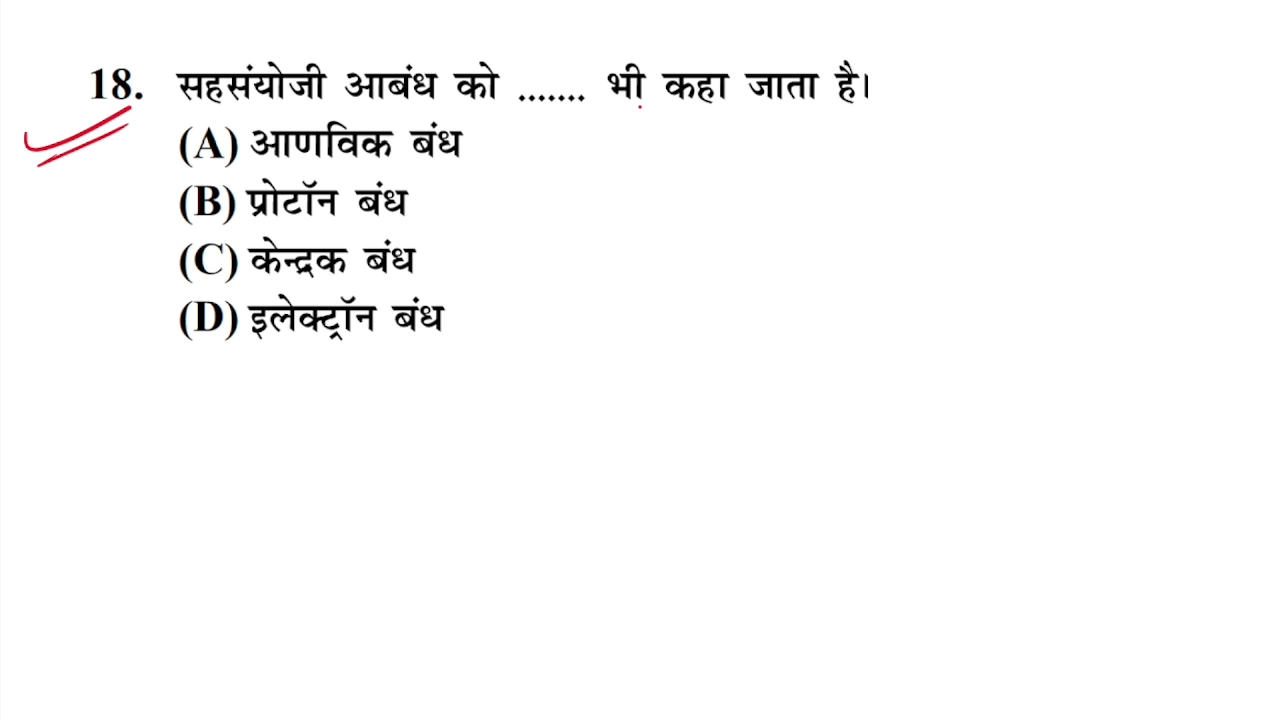 18. सहसंयोजी आबंध को ....... भी कहा जाता है।
(A) आणविक बंध
(B) प्रोटॉन बंध
(C) केन्द्रक बंध
(D) इलेक्ट्रॉन बंध